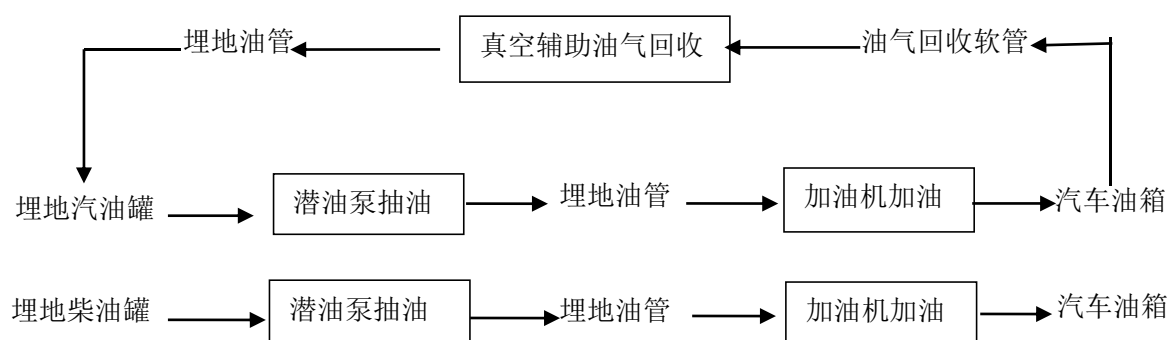 埋地油管 真空辅助油气回收 油气回收软管
埋地汽油罐 潜油泵抽油 埋地油管 加油机加油 汽车油箱
埋地柴油罐 潜油泵抽油 埋地油管 加油机加油 汽车油箱